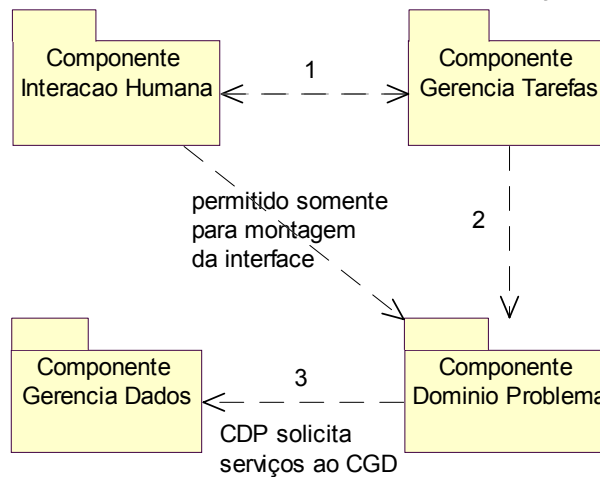 Componente
Interacao Humana
1
Componente
Gerencia Tarefas
permitido somente
para montagem
da interface
2
Componente
Gerencia Dados
3
Componente
Dominio Problema
CDP solicita
serviços ao CGD